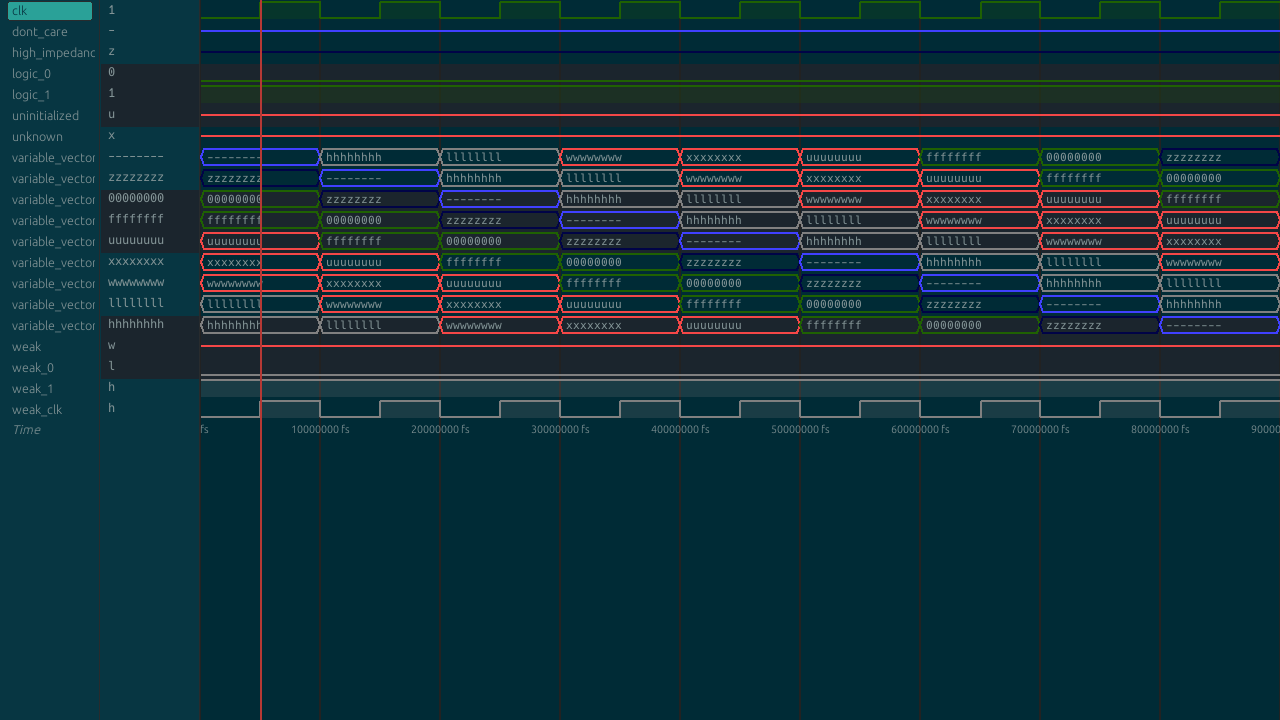 clk 1
dont_care -
high_impedanc z
logic_0 0
logic_1 1
uninitialized u
unknown x
variable_vector -------- -------- hhhhhhhh llllllll wwwwwwww xxxxxxxx uuuuuuuu ffffffff 00000000 zzzzzzzz
variable_vector zzzzzzzz zzzzzzzz -------- hhhhhhhh llllllll wwwwwwww xxxxxxxx uuuuuuuu ffffffff 00000000
variable_vector 00000000 00000000 zzzzzzzz -------- hhhhhhhh llllllll wwwwwwww xxxxxxxx uuuuuuuu ffffffff
variable_vector ffffffff ffffffff 00000000 zzzzzzzz -------- hhhhhhhh llllllll wwwwwwww xxxxxxxx uuuuuuuu
variable_vector uuuuuuuu uuuuuuuu ffffffff 00000000 zzzzzzzz -------- hhhhhhhh llllllll wwwwwwww xxxxxxxx
variable_vector xxxxxxxx xxxxxxxx uuuuuuuu ffffffff 00000000 zzzzzzzz -------- hhhhhhhh llllllll wwwwwwww
variable_vector wwwwwwww wwwwwwww xxxxxxxx uuuuuuuu ffffffff 00000000 zzzzzzzz -------- hhhhhhhh llllllll
variable_vector llllllll llllllll wwwwwwww xxxxxxxx uuuuuuuu ffffffff 00000000 zzzzzzzz -------- hhhhhhhh
variable_vector hhhhhhhh hhhhhhhh llllllll wwwwwwww xxxxxxxx uuuuuuuu ffffffff 00000000 zzzzzzzz --------
weak w
weak_0 l
weak_1 h
weak_clk h
Time fs 10000000 fs 20000000 fs 30000000 fs 40000000 fs 50000000 fs 60000000 fs 70000000 fs 80000000 fs 90000